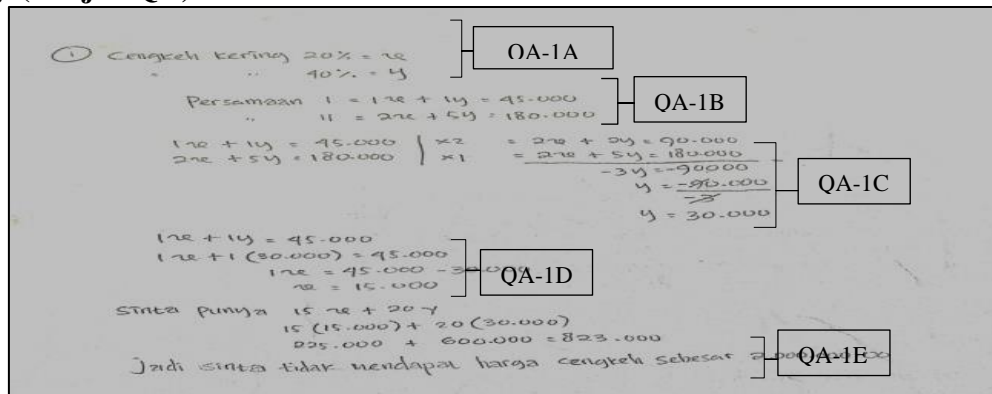 ① Cengkeh kering 20% = x
" " 40% = y
QA-1A
Persamaan 1 = 1x + 1y = 45.000
" 11 = 2x + 5y = 180.000
QA-1B
1x + 1y = 45.000 | x2 = 2x + 2y = 90.000
2x + 5y = 180.000 | x1 = 2x + 5y = 180.000 -
-3y = -90000
y = -90.000
-3
y = 30.000
QA-1C
1x + 1y = 45.000
1x + 1 (30.000) = 45.000
1x = 45.000 - 30.000
x = 15.000
QA-1D
Sinta punya 15 x + 20 y
15 (15.000) + 20 (30.000)
225.000 + 600.000 = 823.000
Jadi sinta tidak mendapat harga cengkeh sebesar
QA-1E